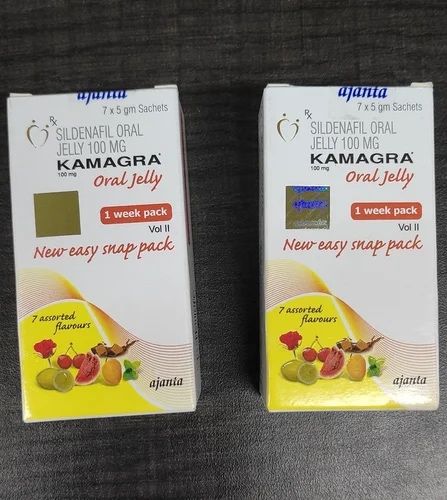 ajanta
7 x 5 gm Sachets
Rx
SILDENAFIL ORAL
JELLY 100 MG
KAMAGRA®
100 mg
Oral Jelly
1 week pack
Vol II
New easy snap pack
7 assorted
flavours
ajanta
ajanta
7 x 5 gm Sachets
Rx
SILDENAFIL ORAL
JELLY 100 MG
KAMAGRA®
100 mg
Oral Jelly
ajanta
1 week pack
Vol II
New easy snap pack
7 assorted
flavours
ajanta